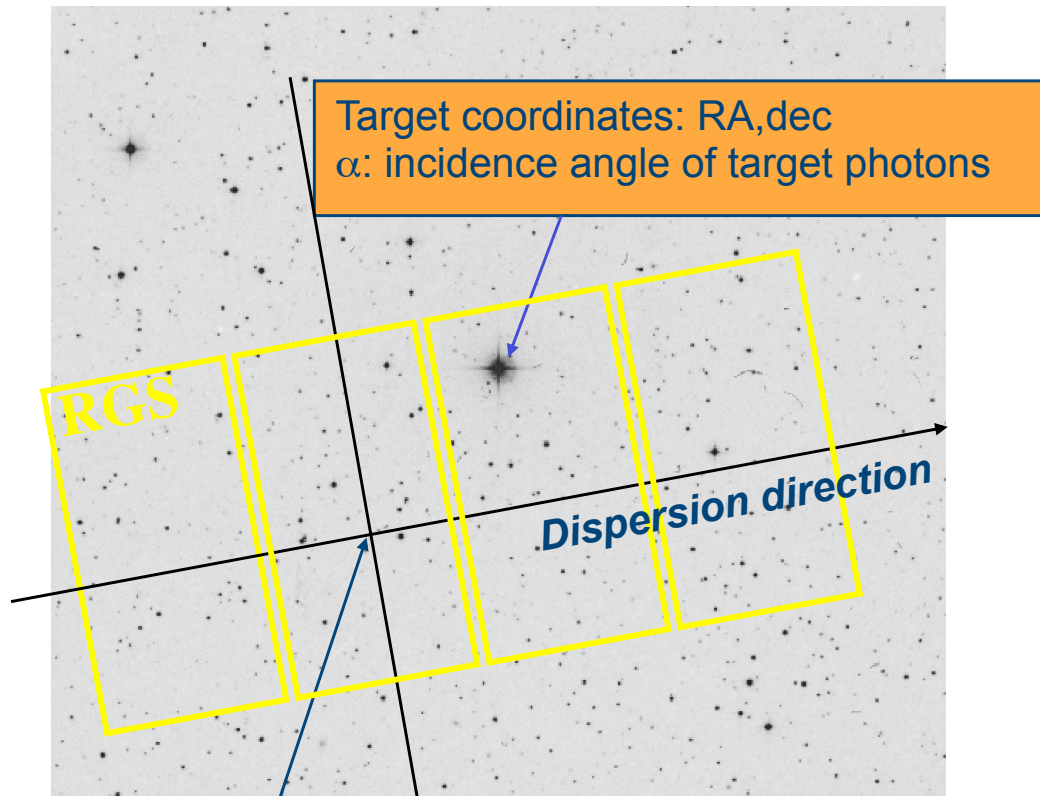 Target coordinates: RA,dec
α: incidence angle of target photons
RGS
Dispersion direction